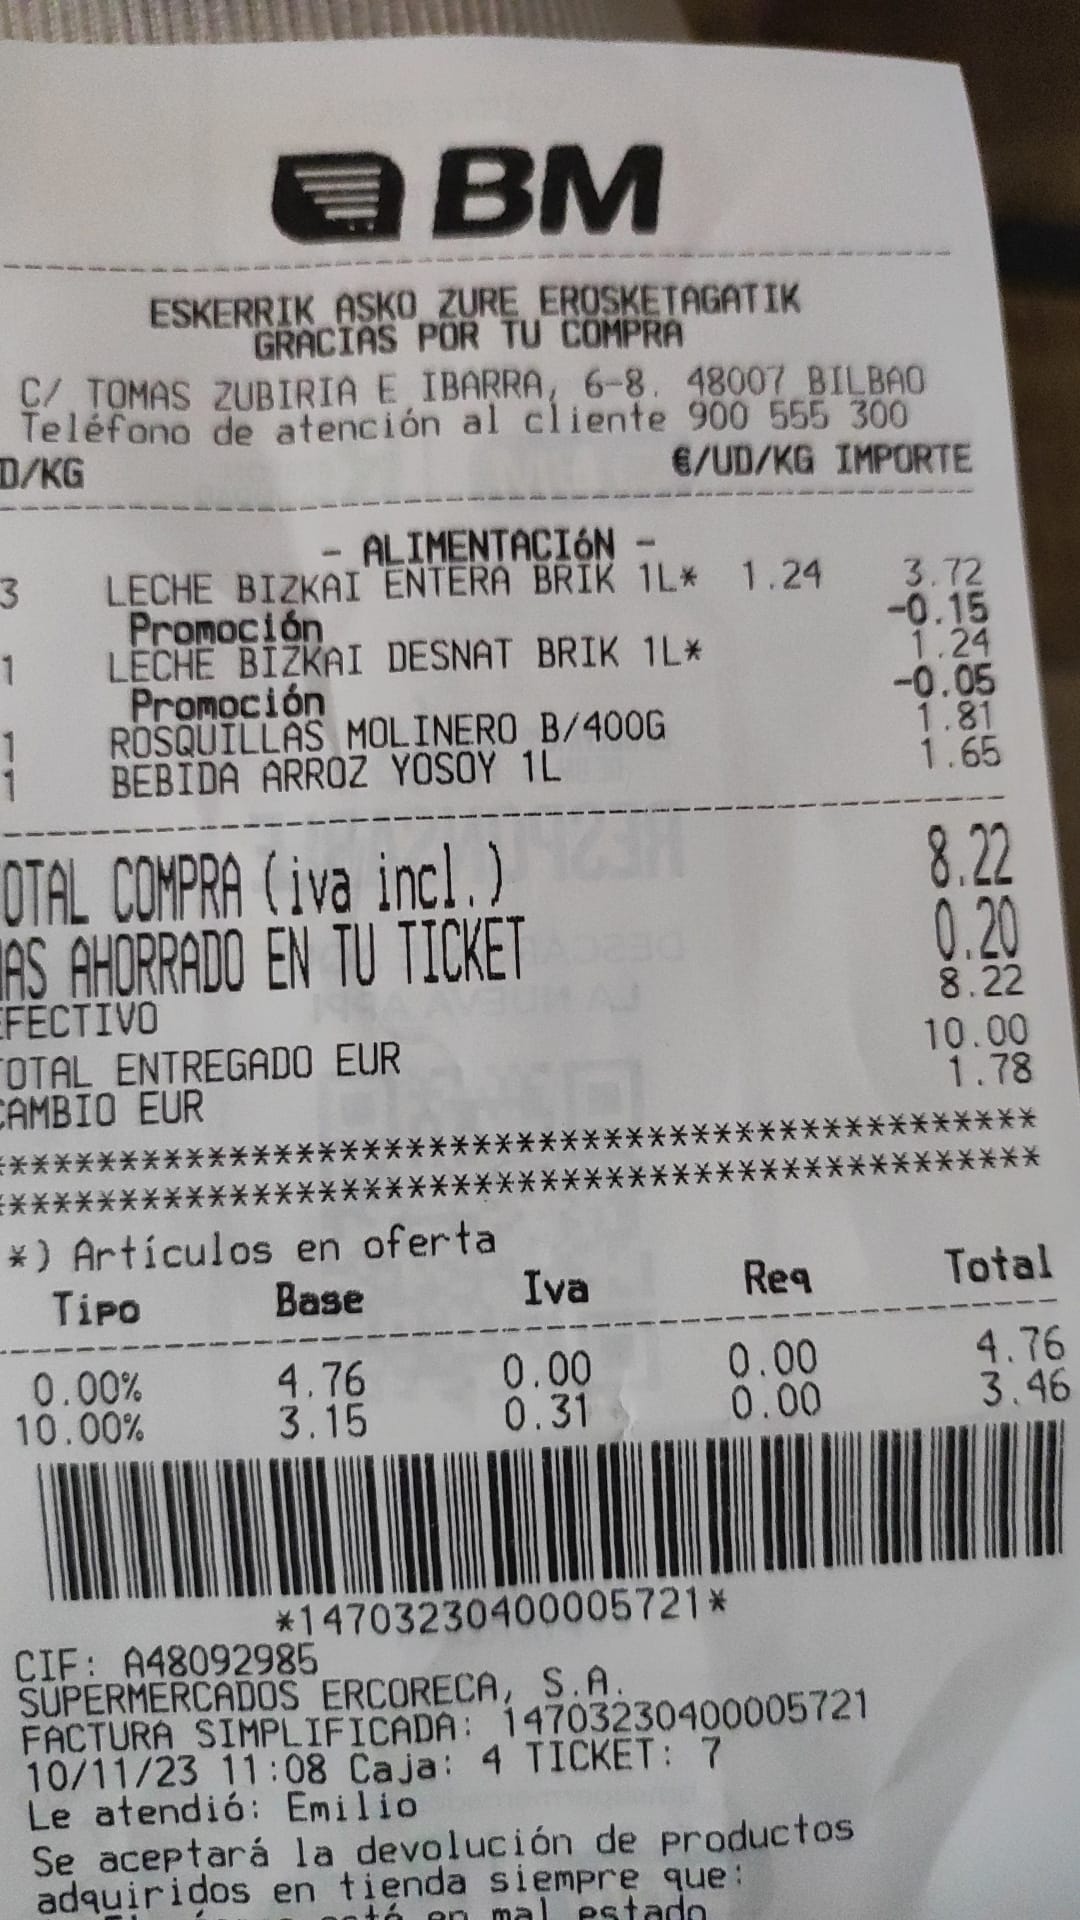 BM
ESKERRIK ASKO ZURE EROSKETAGATIK
GRACIAS POR TU COMPRA
C/ TOMAS ZUBIRIA E IBARRA, 6-8. 48007 BILBAO
Teléfono de atención al cliente 900 555 300
D/KG €/UD/KG IMPORTE
- ALIMENTACIóN -
3 LECHE BIZKAI ENTERA BRIK 1L* 1.24 3.72
Promoción -0.15
1 LECHE BIZKAI DESNAT BRIK 1L* 1.24
Promoción -0.05
1 ROSQUILLAS MOLINERO B/400G 1.81
1 BEBIDA ARROZ YOSOY 1L 1.65
OTAL COMPRA (iva incl.) 8.22
AS AHORRADO EN TU TICKET 0.20
EFECTIVO 8.22
TOTAL ENTREGADO EUR 10.00
CAMBIO EUR 1.78
*) Artículos en oferta
Tipo Base Iva Req Total
0.00% 4.76 0.00 0.00 4.76
10.00% 3.15 0.31 0.00 3.46
*14703230400005721*
CIF: A48092985
SUPERMERCADOS ERCORECA, S.A.
FACTURA SIMPLIFICADA: 14703230400005721
10/11/23 11:08 Caja: 4 TICKET: 7
Le atendió: Emilio
Se aceptará la devolución de productos
adquiridos en tienda siempre que:
en mal estado